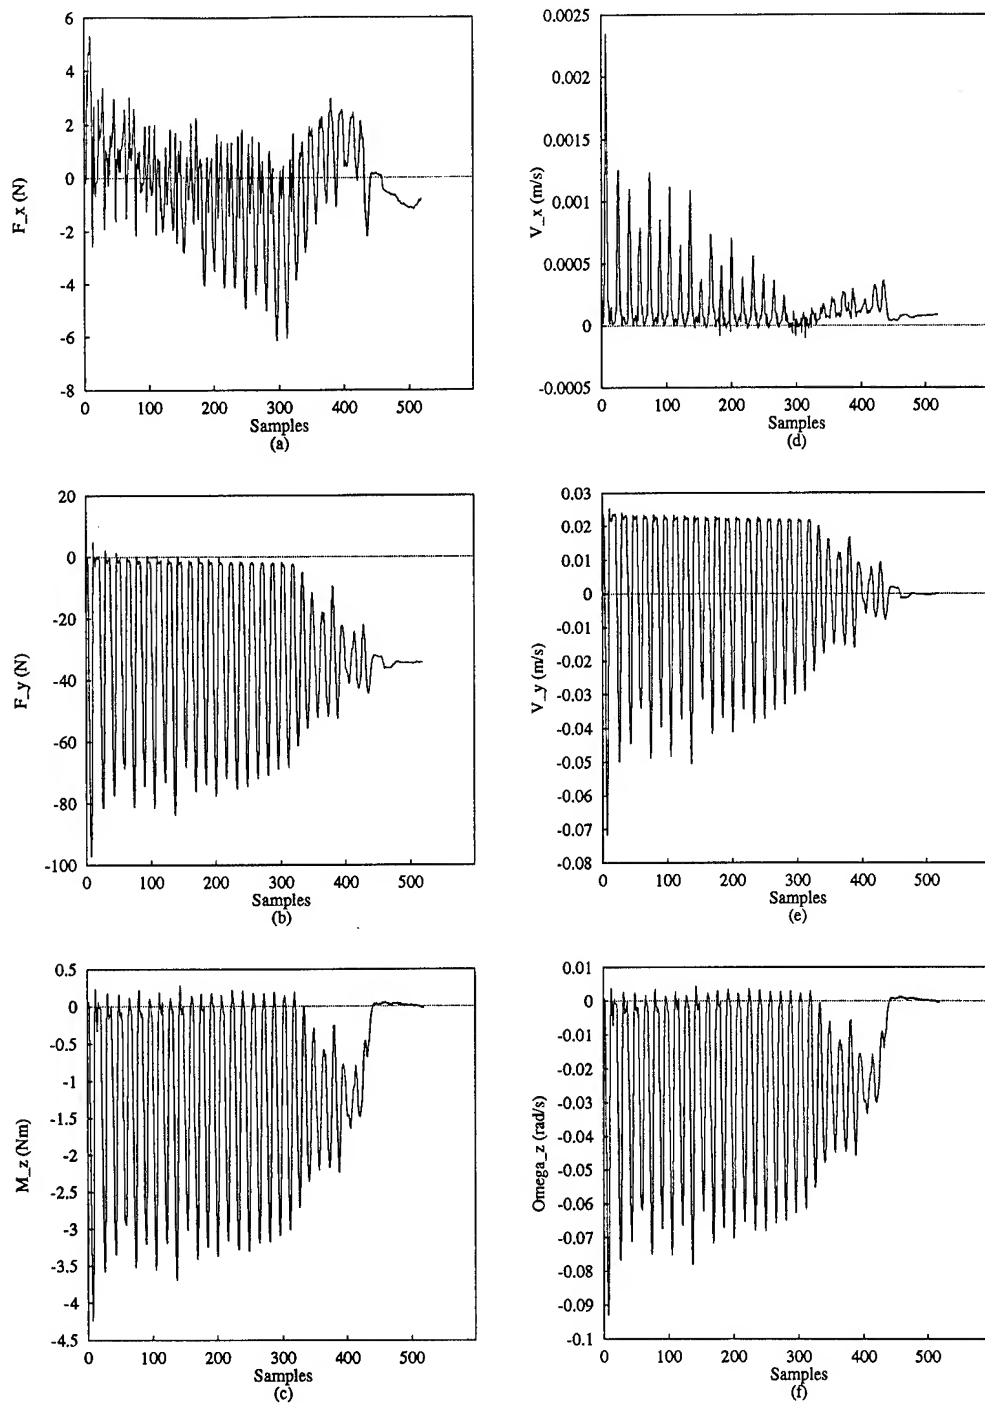 6
4
2
0
-2
-4
-6
-8
F_x (N)
0 100 200 300 400 500
Samples
(a)
0.0025
0.002
0.0015
0.001
0.0005
0
-0.0005
V_x (m/s)
0 100 200 300 400 500
Samples
(d)
20
0
-20
-40
-60
-80
-100
F_y (N)
0 100 200 300 400 500
Samples
(b)
0.03
0.02
0.01
0
-0.01
-0.02
-0.03
-0.04
-0.05
-0.06
-0.07
-0.08
V_y (m/s)
0 100 200 300 400 500
Samples
(e)
0.5
0
-0.5
-1
-1.5
-2
-2.5
-3
-3.5
-4
-4.5
M_z (Nm)
0 100 200 300 400 500
Samples
(c)
0.01
0
-0.01
-0.02
-0.03
-0.04
-0.05
-0.06
-0.07
-0.08
-0.09
-0.1
Omega_z (rad/s)
0 100 200 300 400 500
Samples
(f)